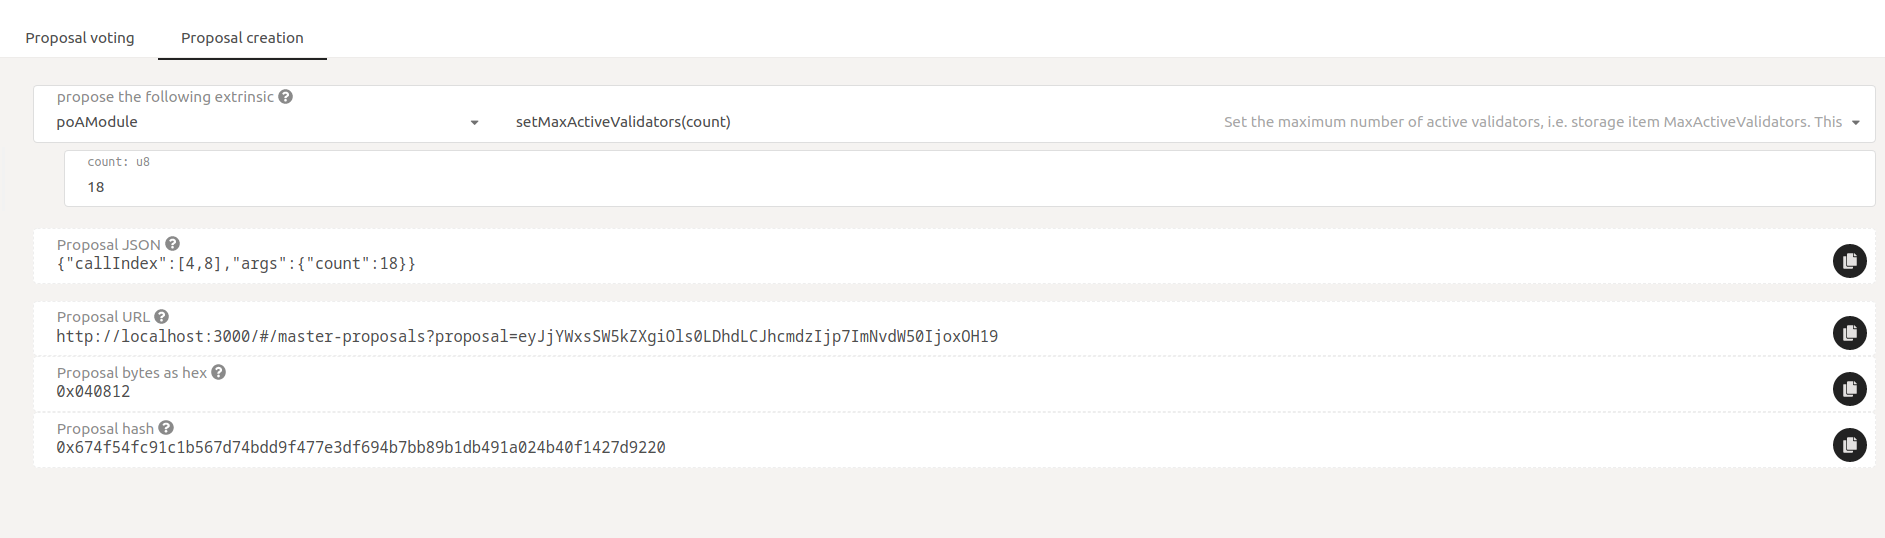 Proposal voting Proposal creation
propose the following extrinsic
poAModule setMaxActiveValidators(count) Set the maximum number of active validators, i.e. storage item MaxActiveValidators. This
count: u8
18
Proposal JSON
{"callIndex":[4,8],"args":{"count":18}}
Proposal URL
http://localhost:3000/#/master-proposals?proposal=eyJjYWxsSW5kZXgiOls0LDhdLCJhcmdzIjp7ImNvdW50IjoxOH19
Proposal bytes as hex
0x040812
Proposal hash
0x674f54fc91c1b567d74bdd9f477e3df694b7bb89b1db491a024b40f1427d9220